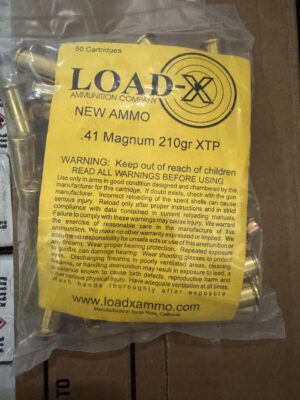 50 Cartridges
LOAD-X
AMMUNITION COMPANY
NEW AMMO
.41 Magnum 210gr XTP
WARNING: Keep out of reach of children
READ ALL WARNINGS BEFORE USING
Use only in arms in good condition designed and chambered by the
manufacturer for this cartridge. If doubt exists, check with the gun
manufacturer. Incorrect reloading of the spent shells can cause
serious injury. Reload only after proper instructions and in strict
compliance with data contained in current reloading manuals.
Failure to comply with these warnings may cause injury. We warrant
the exercise of reasonable care in the manufacture of this
ammunition. We make no other warranty expressed or implied. We
assume no responsibility for unsafe acts or use of this ammunition or
any firearm. Wear proper hearing protection. Repeated exposure
to gunfire can damage hearing. Wear shooting glasses to protect
eyes. Discharging firearms in poorly ventilated areas, cleaning
firearms, or handling ammunition may result in exposure to lead, a
substance known to cause birth defects, reproductive harm and
other serious physical injury. Have adequate ventilation at all times.
Wash hands thoroughly after exposure
www.loadxammo.com
Manufactured in Santa Rosa, California
TO